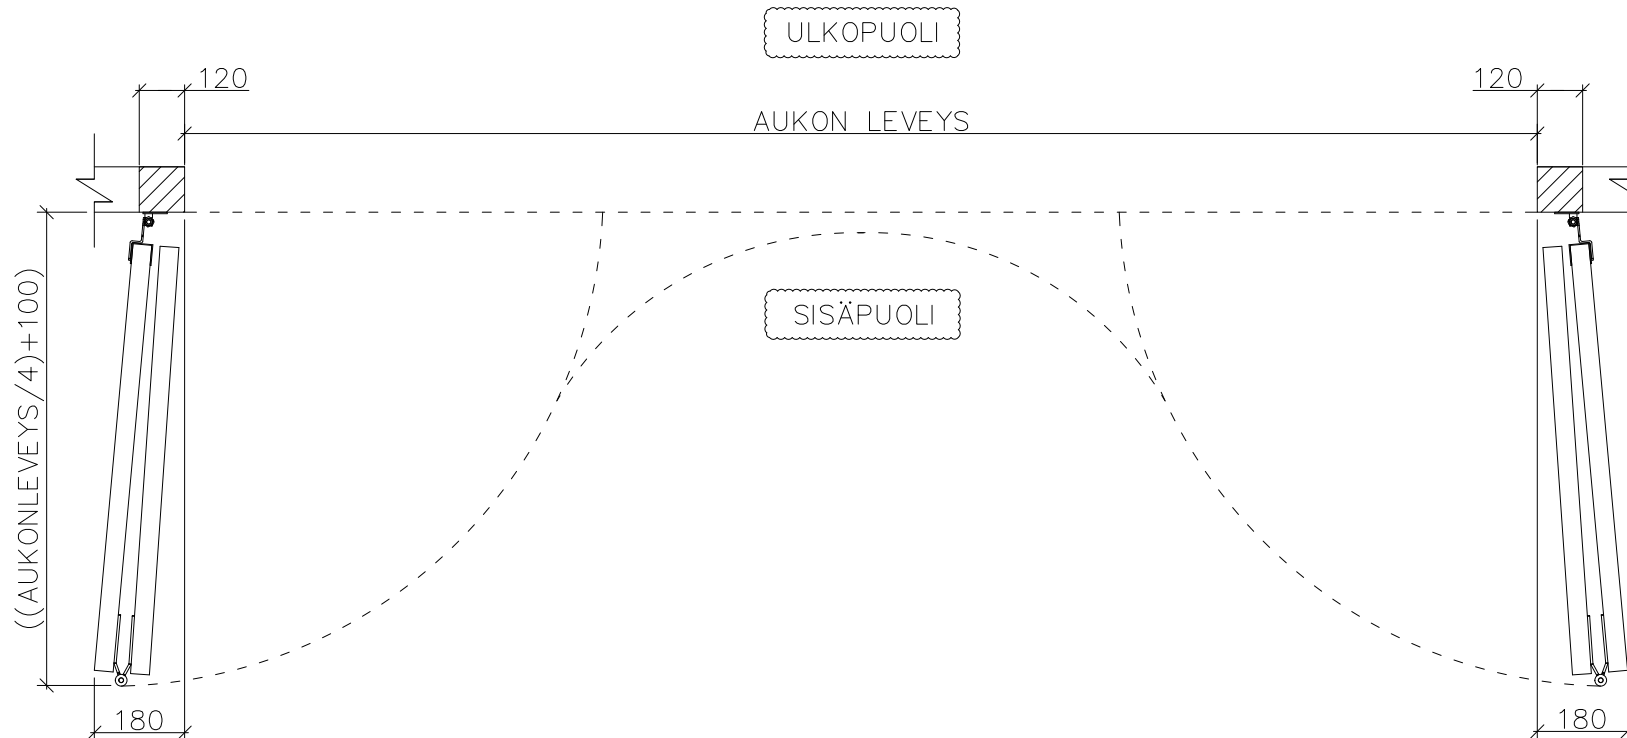 ULKOPUOLI
120
120
AUKON LEVEYS
SISÄPUOLI
((AUKONLEVEYS/4)+100)
180
180